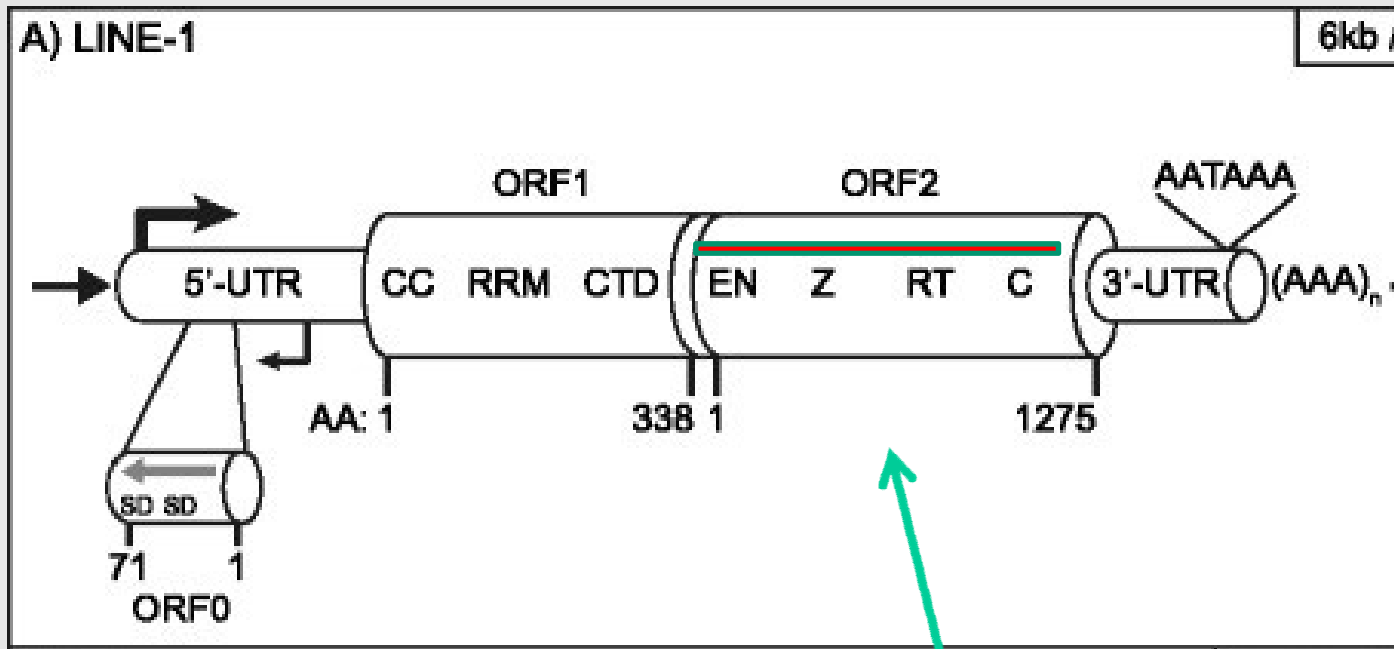 A) LINE-1
6kb /
ORF1 ORF2 AATAAA
5'-UTR CC RRM CTD EN Z RT C 3'-UTR (AAA)n
AA: 1 338 1 1275
SD SD
71 1
ORF0